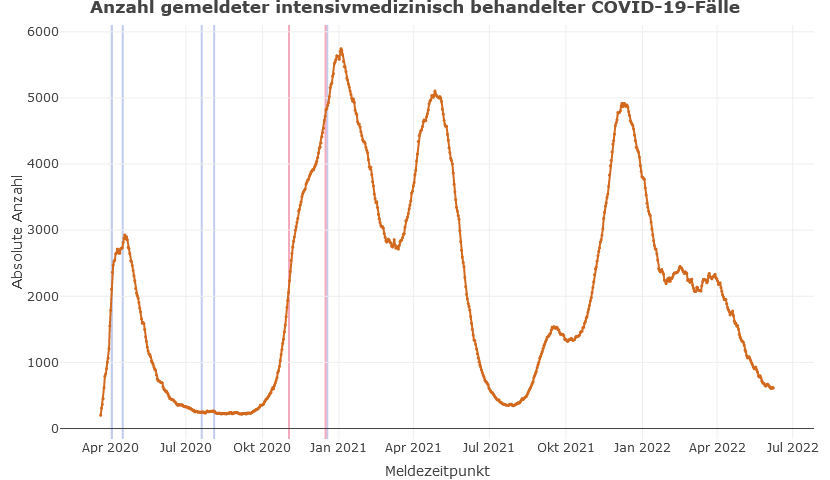 Anzahl gemeldeter intensivmedizinisch behandelter COVID-19-Fälle
6000
5000
4000
3000
2000
1000
0
Absolute Anzahl
Apr 2020 Jul 2020 Okt 2020 Jan 2021 Apr 2021 Jul 2021 Okt 2021 Jan 2022 Apr 2022 Jul 2022
Meldezeitpunkt